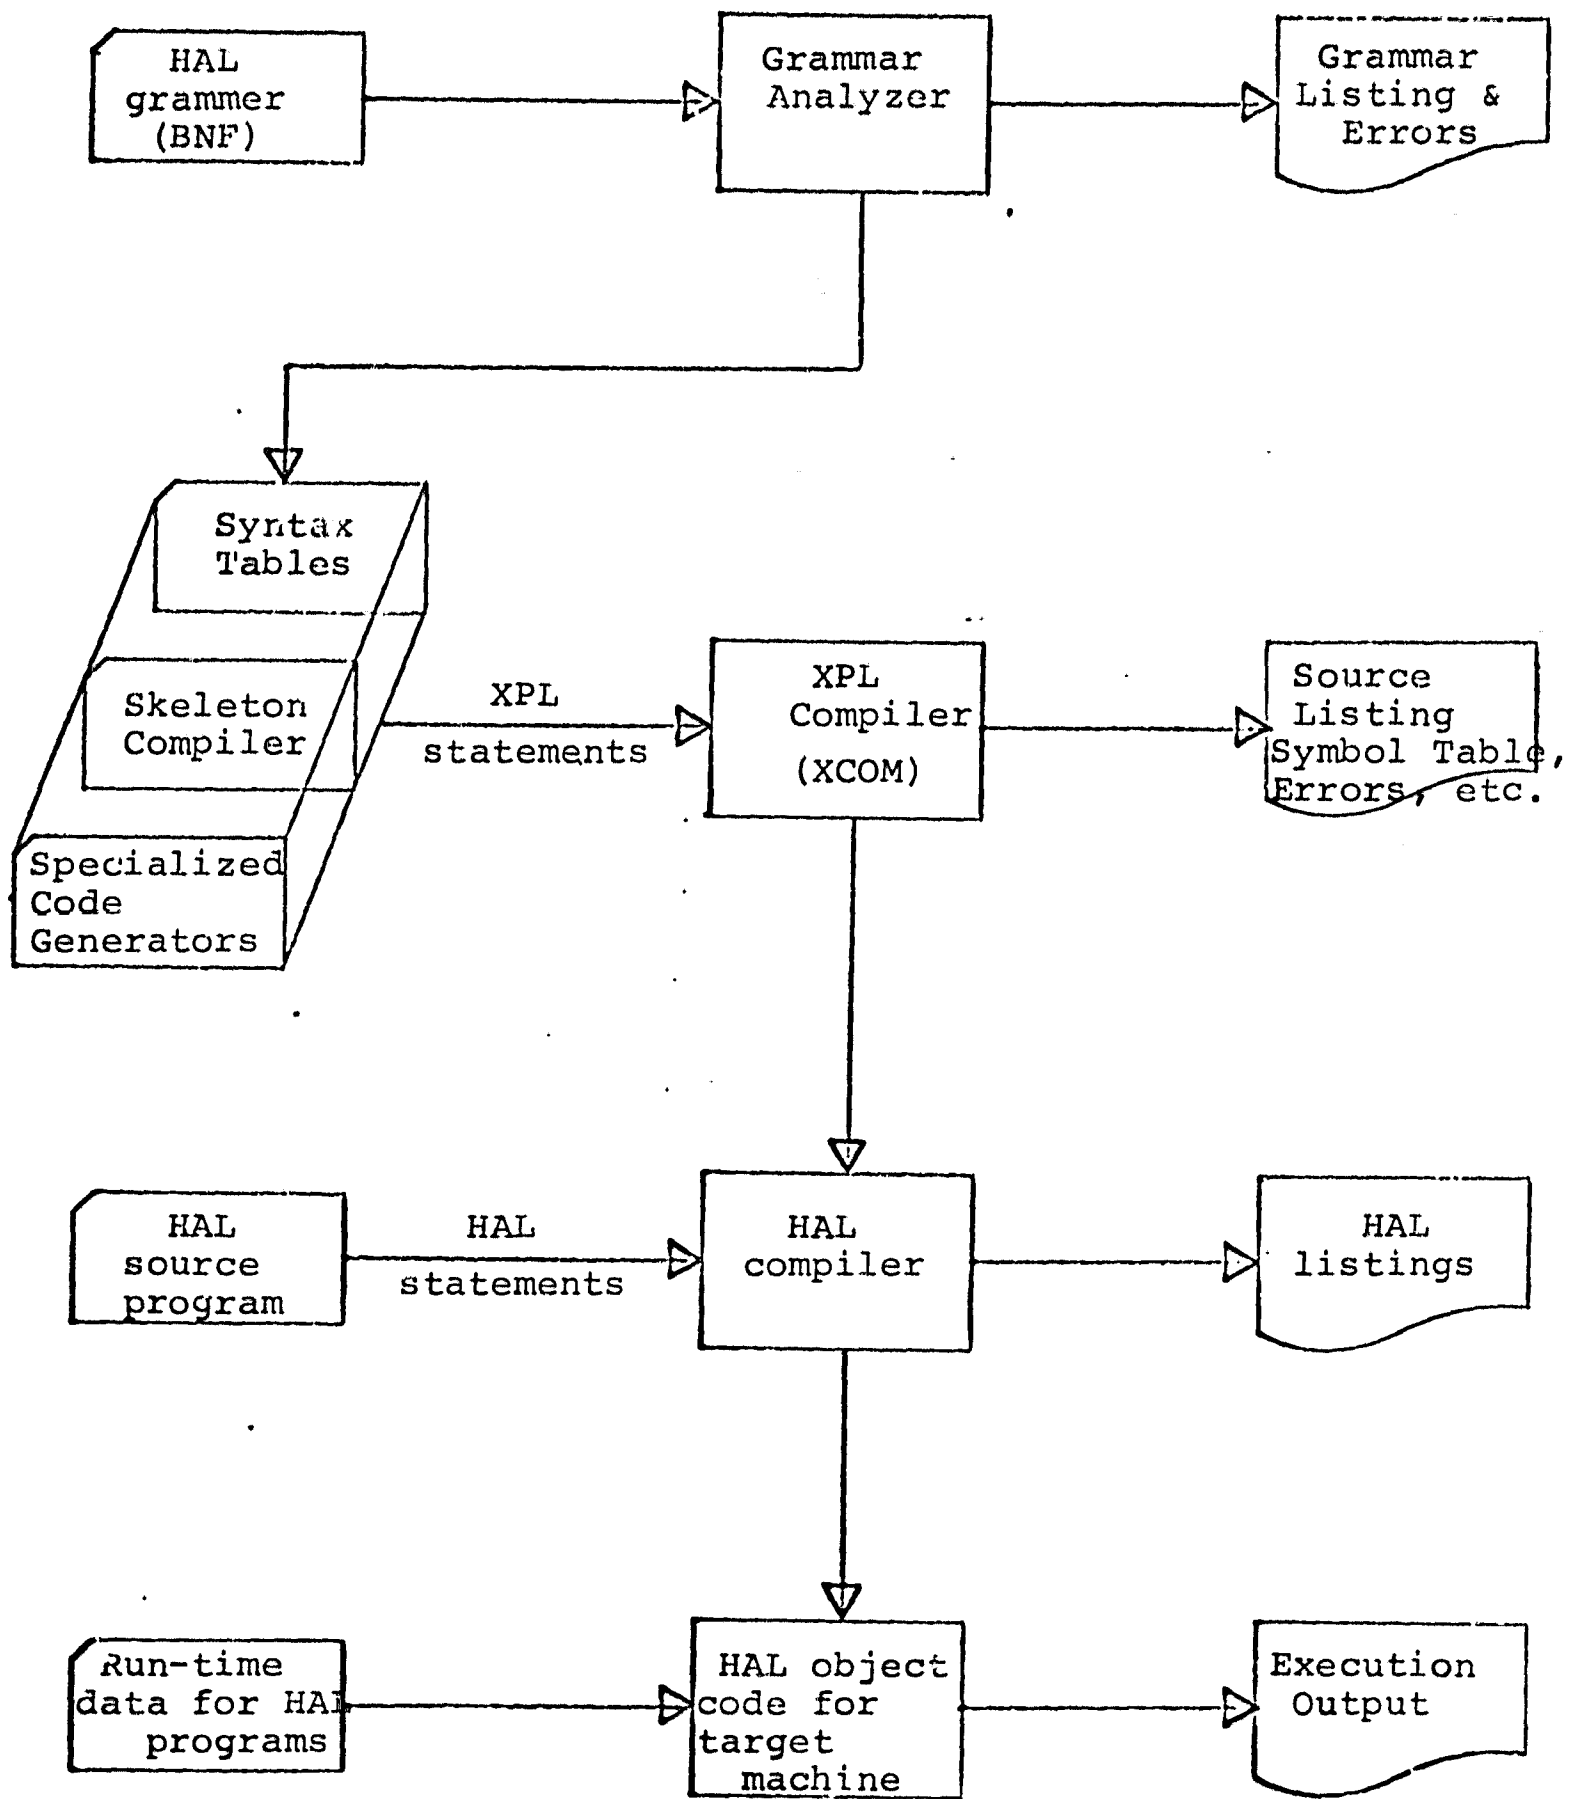 HAL
grammer
(BNF)
Grammar
Analyzer
Grammar
Listing &
Errors
Syntax
Tables
Skeleton
Compiler
Specialized
Code
Generators
XPL
statements
XPL
Compiler
(XCOM)
Source
Listing
Symbol Table,
Errors, etc.
HAL
source
program
HAL
statements
HAL
compiler
HAL
listings
Run-time
data for HAL
programs
HAL object
code for
target
machine
Execution
Output